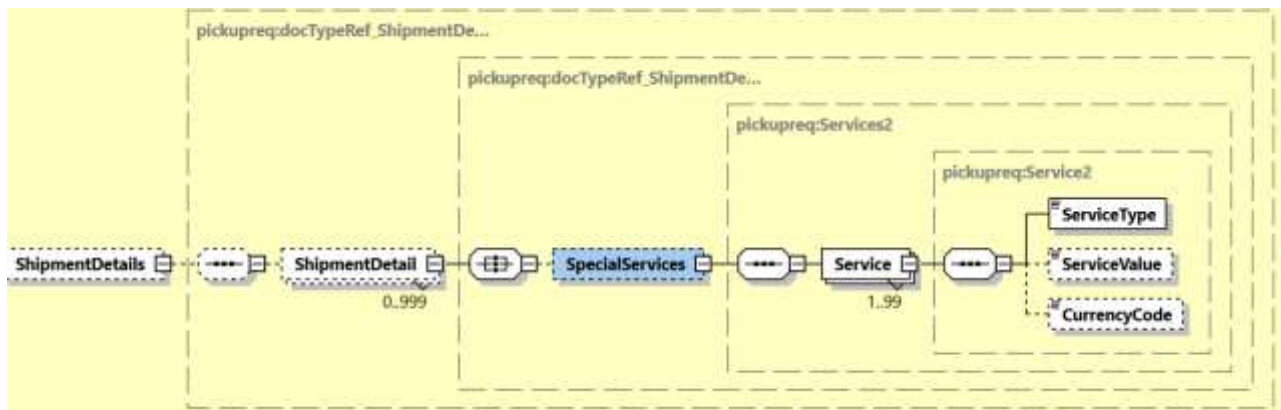 pickupreq:docTypeRef_ShipmentDe...
pickupreq:docTypeRef_ShipmentDe...
pickupreq:Services2
pickupreq:Service2
ServiceType
ShipmentDetails
ShipmentDetail
SpecialServices
Service
ServiceValue
0..999
1..99
CurrencyCode